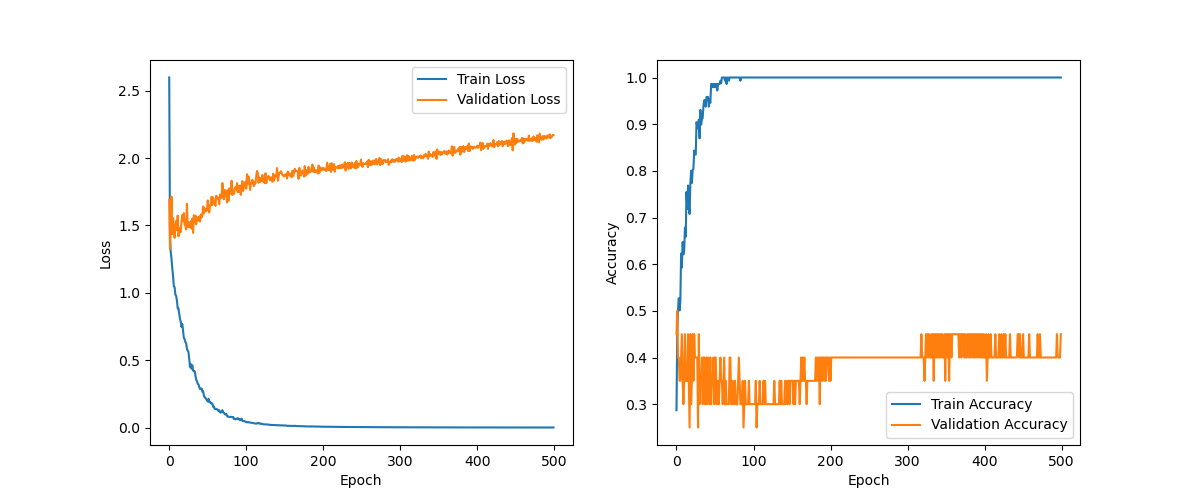 Train Loss
Validation Loss
2.5
2.0
1.5
1.0
0.5
0.0
Loss
0 100 200 300 400 500
Epoch
1.0
0.9
0.8
0.7
0.6
0.5
0.4
0.3
Accuracy
Train Accuracy
Validation Accuracy
0 100 200 300 400 500
Epoch